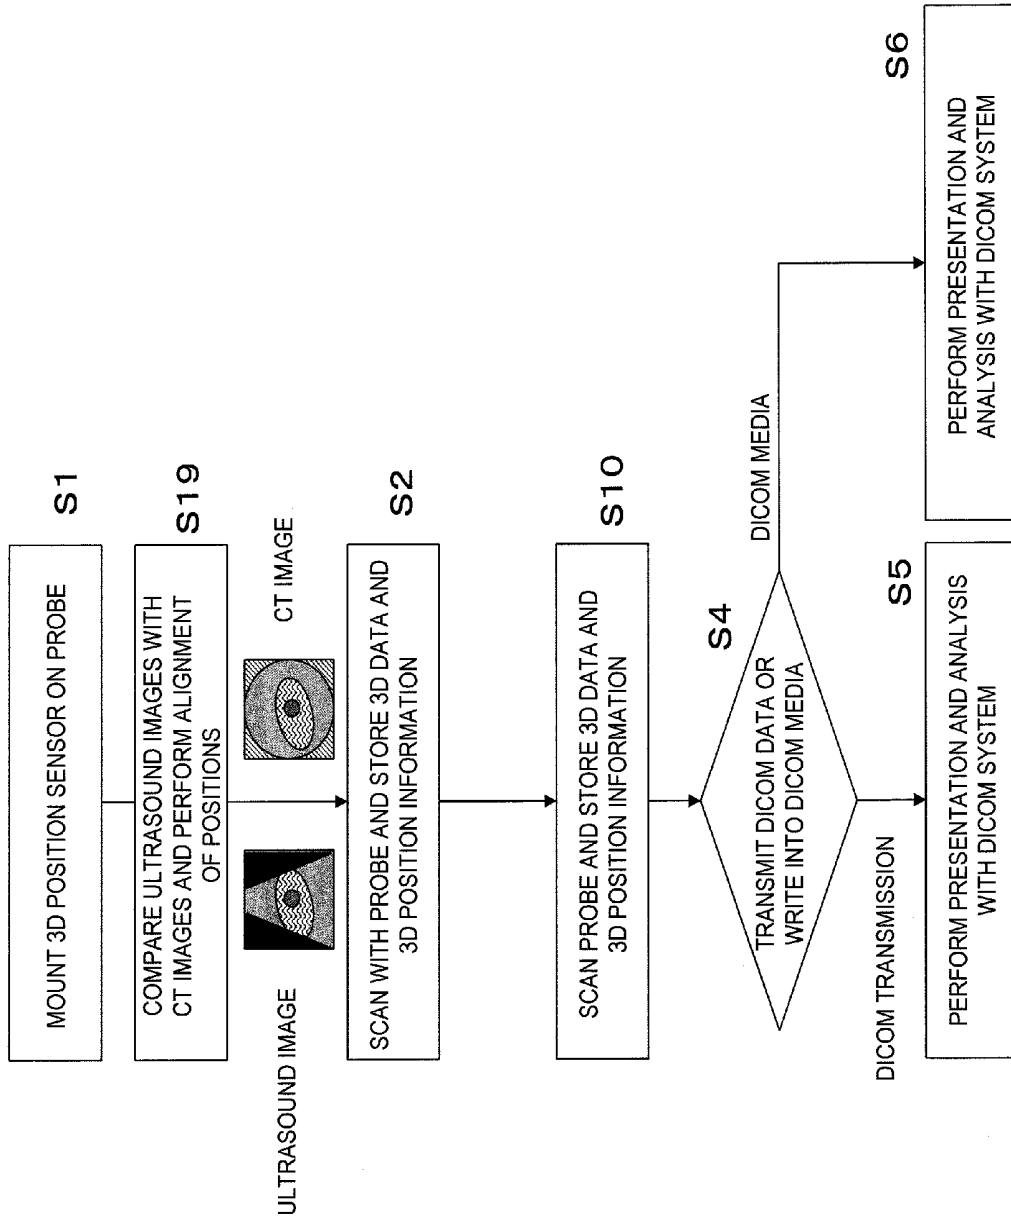 S1
MOUNT 3D POSITION SENSOR ON PROBE
S19
COMPARE ULTRASOUND IMAGES WITH
CT IMAGES AND PERFORM ALIGNMENT
OF POSITIONS
ULTRASOUND IMAGE
CT IMAGE
S2
SCAN WITH PROBE AND STORE 3D DATA AND
3D POSITION INFORMATION
S10
SCAN PROBE AND STORE 3D DATA AND
3D POSITION INFORMATION
S4
TRANSMIT DICOM DATA OR
WRITE INTO DICOM MEDIA
DICOM MEDIA
DICOM TRANSMISSION
S5
PERFORM PRESENTATION AND ANALYSIS
WITH DICOM SYSTEM
S6
PERFORM PRESENTATION AND
ANALYSIS WITH DICOM SYSTEM